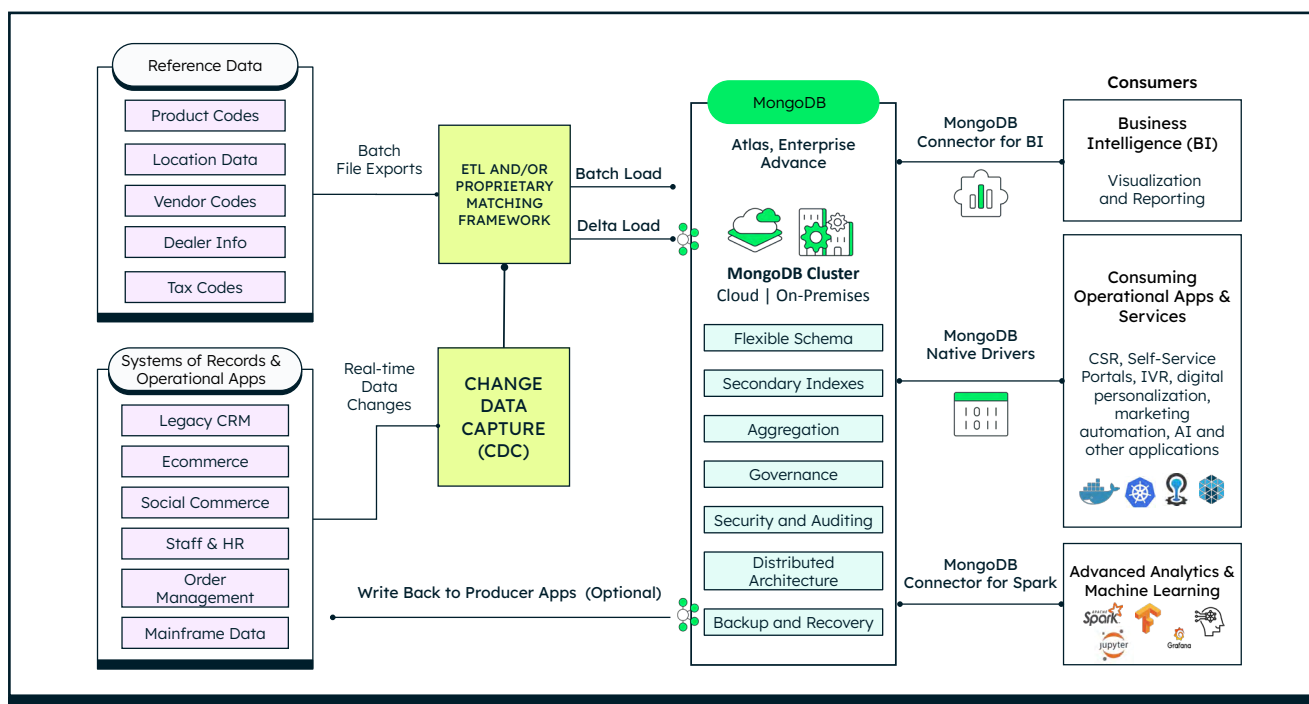 Reference Data
Product Codes
Location Data
Vendor Codes
Dealer Info
Tax Codes
Systems of Records &
Operational Apps
Legacy CRM
Ecommerce
Social Commerce
Staff & HR
Order
Management
Mainframe Data
Batch
File Exports
Real-time
Data
Changes
ETL AND/OR
PROPRIETARY
MATCHING
FRAMEWORK
CHANGE
DATA
CAPTURE
(CDC)
Batch Load
Delta Load
Write Back to Producer Apps (Optional)
MongoDB
Atlas, Enterprise
Advance
MongoDB Cluster
Cloud | On-Premises
Flexible Schema
Secondary Indexes
Aggregation
Governance
Security and Auditing
Distributed
Architecture
Backup and Recovery
MongoDB
Connector for BI
MongoDB
Native Drivers
1011
1011
MongoDB
Connector for Spark
Consumers
Business
Intelligence (BI)
Visualization
and Reporting
Consuming
Operational Apps &
Services
CSR, Self-Service
Portals, IVR, digital
personalization,
marketing
automation, AI and
other applications
Advanced Analytics &
Machine Learning
APACHE
Spark
jupyter
Grafana